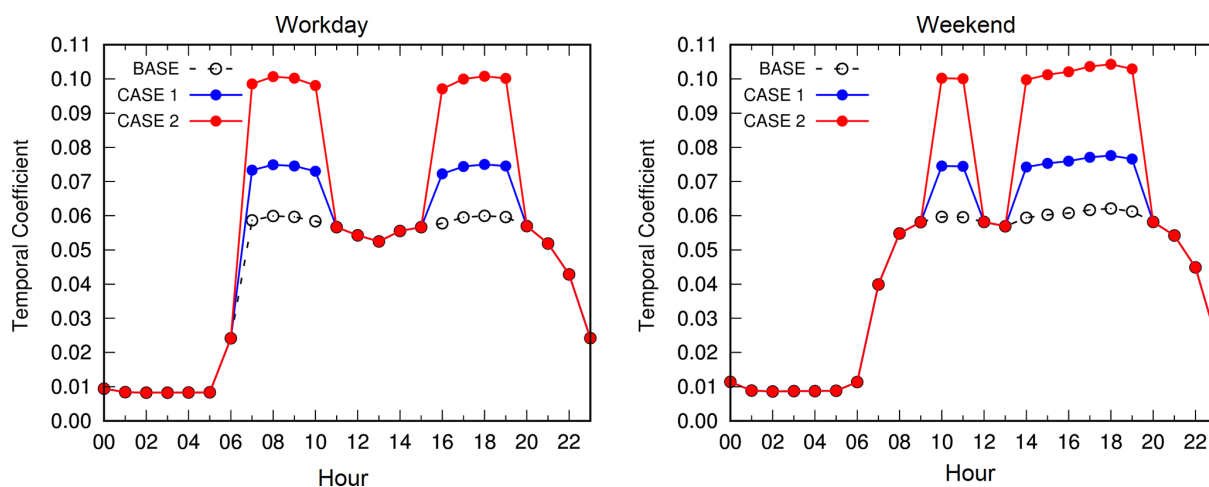 Workday
Temporal Coefficient
0.11
0.10
0.09
0.08
0.07
0.06
0.05
0.04
0.03
0.02
0.01
0.00
BASE
CASE 1
CASE 2
00 02 04 06 08 10 12 14 16 18 20 22
Hour
Weekend
Temporal Coefficient
0.11
0.10
0.09
0.08
0.07
0.06
0.05
0.04
0.03
0.02
0.01
0.00
BASE
CASE 1
CASE 2
00 02 04 06 08 10 12 14 16 18 20 22
Hour